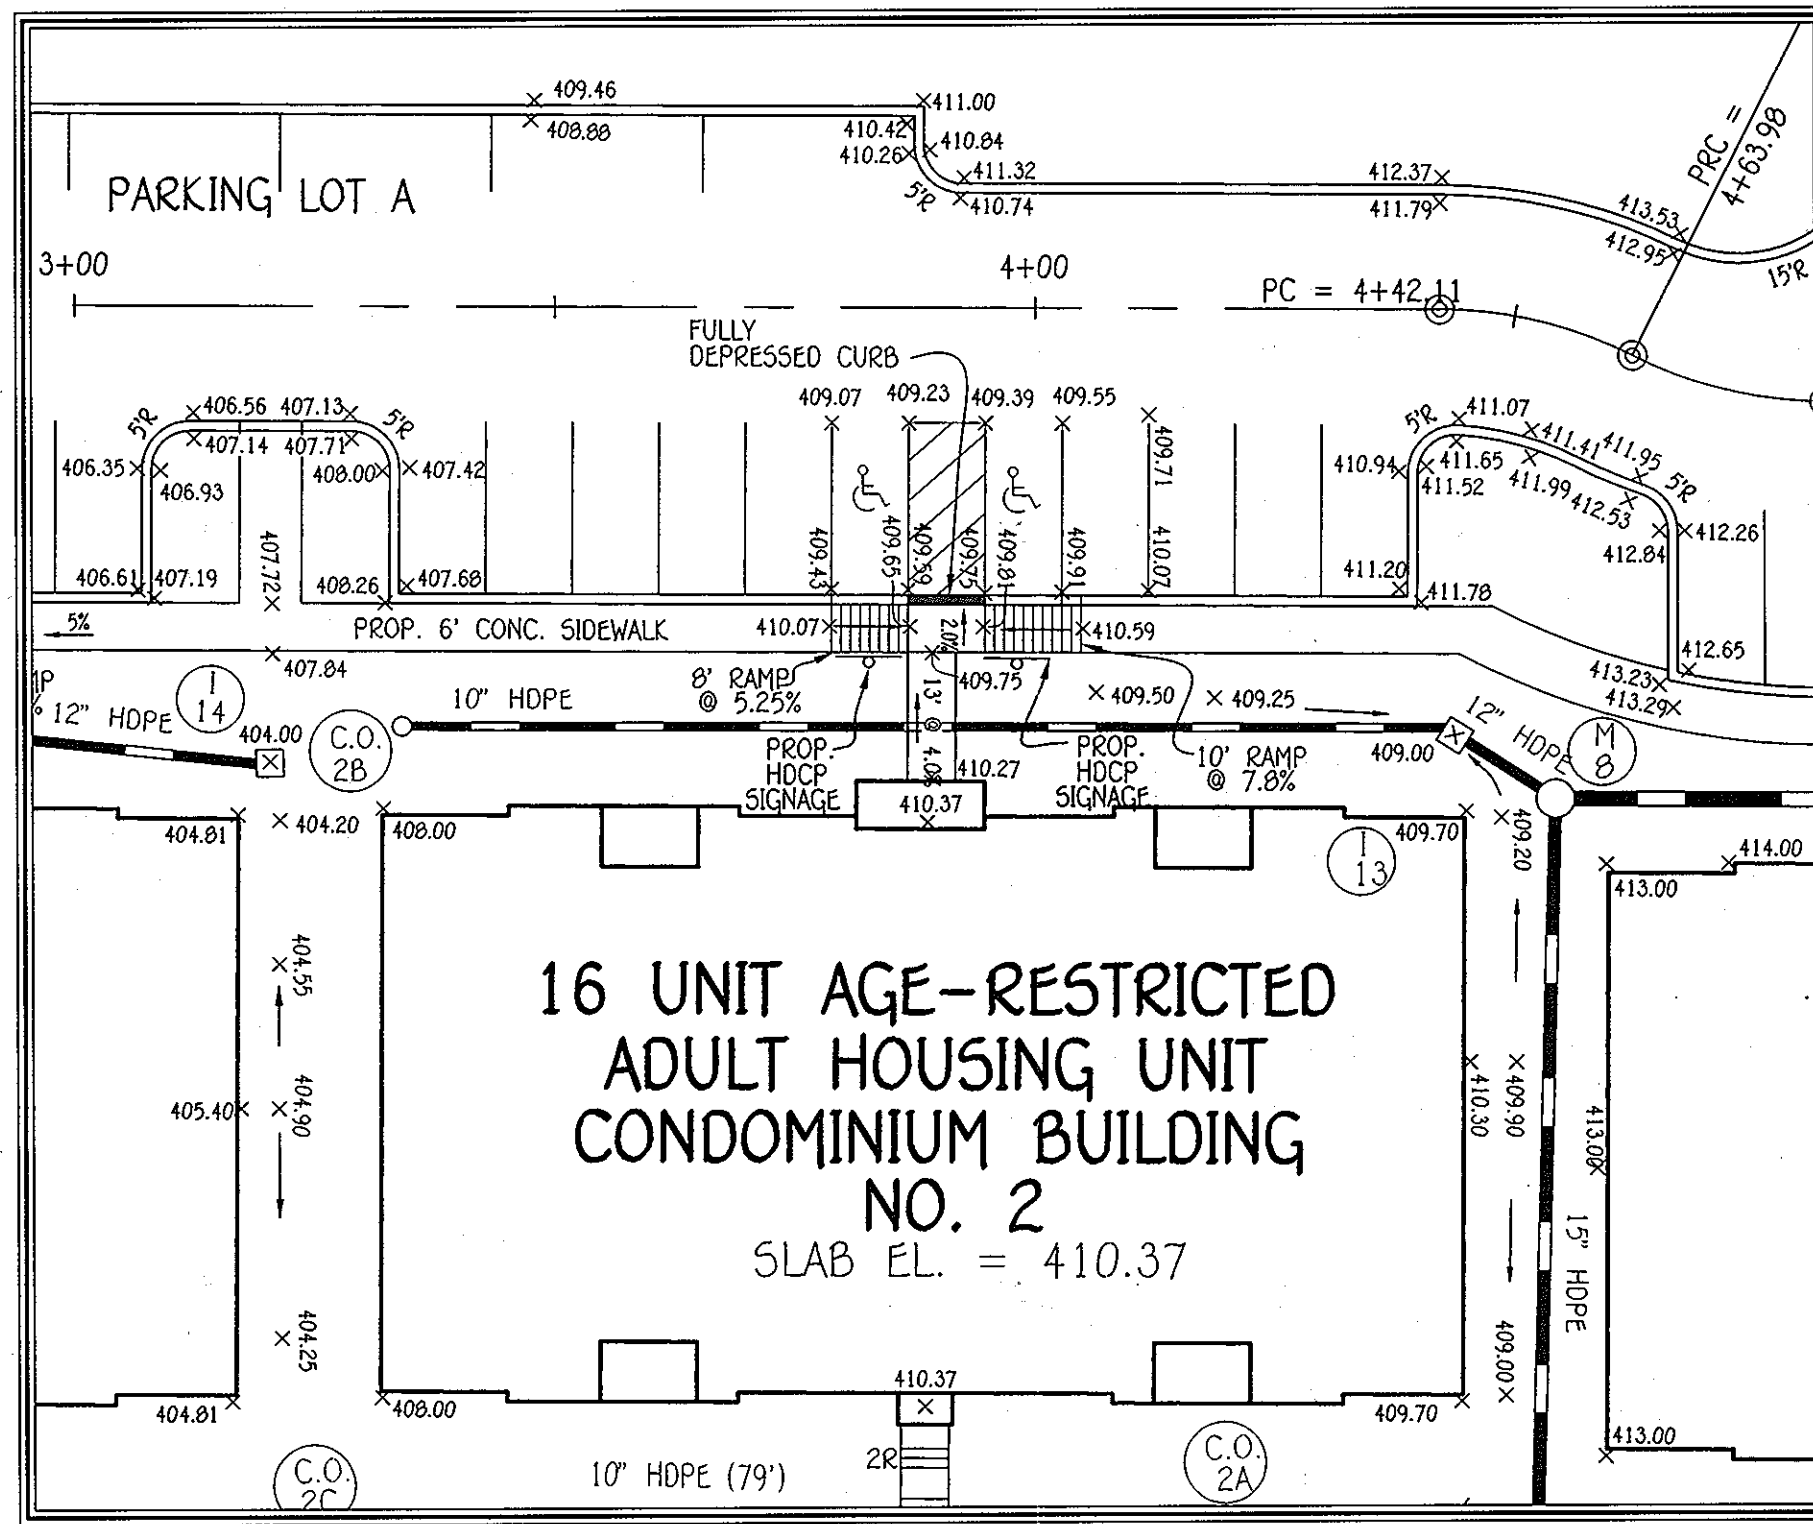 409.46
408.88
411.00
410.42
410.84
410.26
5'R
411.32
410.74
412.37
411.79
413.53
412.95
PRC =
4+63.98
15'R
PARKING LOT A
3+00
4+00
PC = 4+42.11
FULLY
DEPRESSED CURB
409.07
409.23
409.39
409.55
409.71
5'R
406.56
407.13
5'R
407.14
407.71
406.35
406.93
408.00
407.42
5'R
411.07
411.41
411.95
5'R
410.94
411.65
411.52
411.99
412.53
412.26
412.84
407.72
409.43
409.65
409.59
409.75
409.81
409.91
410.07
406.61
407.19
408.26
407.68
411.20
411.78
5%
PROP. 6' CONC. SIDEWALK
410.07
2.0%
410.59
407.84
412.65
413.23
413.29
8' RAMP
@ 5.25%
409.75
409.50
409.25
12" HDPE
I
14
10" HDPE
404.00
C.O.
2B
13' @ 4.0%
PROP.
HDCP
SIGNAGE
410.27
PROP.
HDCP
SIGNAGE
10' RAMP
@ 7.8%
409.00
12" HDPE
M
8
404.81
404.20
408.00
410.37
409.70
409.20
I
13
414.00
413.00
404.55
16 UNIT AGE-RESTRICTED
ADULT HOUSING UNIT
CONDOMINIUM BUILDING
NO. 2
SLAB EL. = 410.37
405.40
404.90
410.30
409.90
413.00
15" HDPE
404.25
409.00
404.81
408.00
410.37
409.70
413.00
C.O.
2C
10" HDPE (79')
2R
C.O.
2A